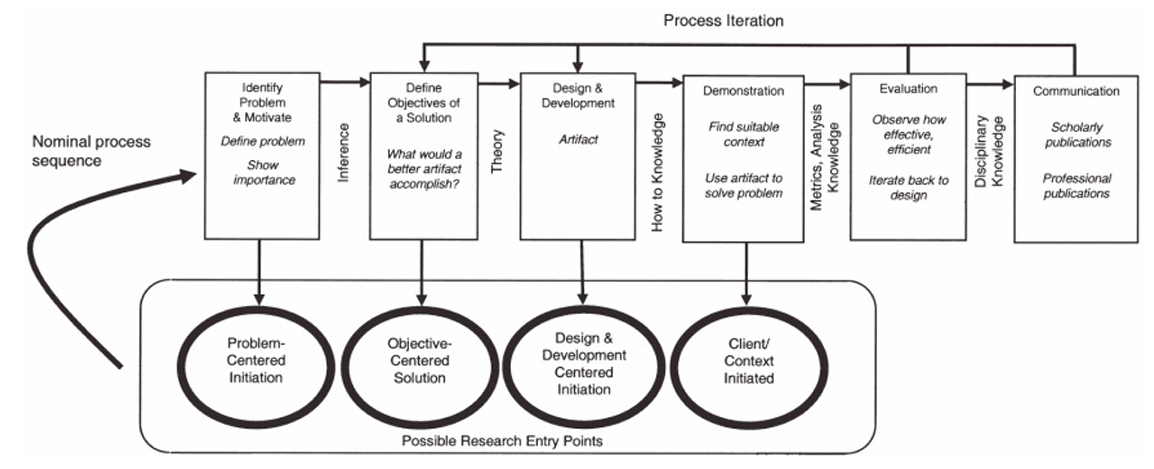 Process Iteration
Nominal process
sequence
Identify
Problem
& Motivate
Define problem
Show
importance
Inference
Define
Objectives of
a Solution
What would a
better artifact
accomplish?
Theory
Design &
Development
Artifact
How to Knowledge
Demonstration
Find suitable
context
Use artifact to
solve problem
Metrics, Analysis
Knowledge
Evaluation
Observe how
effective,
efficient
Iterate back to
design
Disciplinary
Knowledge
Communication
Scholarly
publications
Professional
publications
Problem-
Centered
Initiation
Objective-
Centered
Solution
Design &
Development
Centered
Initiation
Client/
Context
Initiated
Possible Research Entry Points